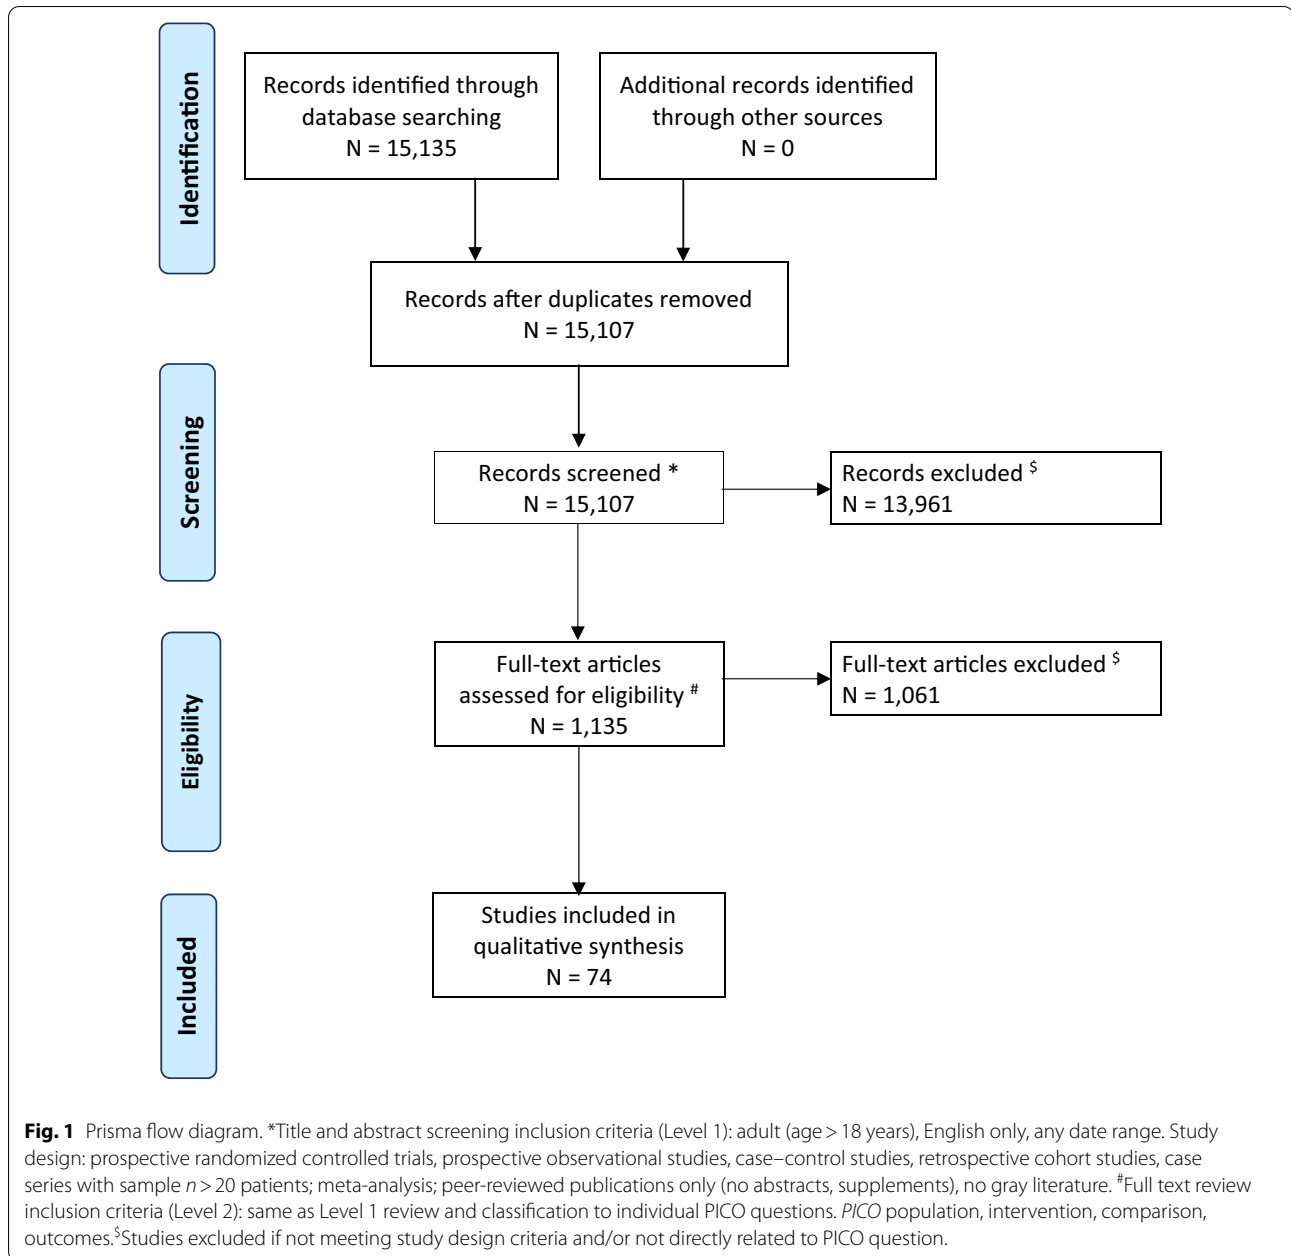 Identification
Records identified through
database searching
N = 15,135
Additional records identified
through other sources
N = 0
Records after duplicates removed
N = 15,107
Screening
Records screened *
N = 15,107
Records excluded $
N = 13,961
Eligibility
Full-text articles
assessed for eligibility #
N = 1,135
Full-text articles excluded $
N = 1,061
Included
Studies included in
qualitative synthesis
N = 74
Fig. 1 Prisma flow diagram. *Title and abstract screening inclusion criteria (Level 1): adult (age > 18 years), English only, any date range. Study
design: prospective randomized controlled trials, prospective observational studies, case–control studies, retrospective cohort studies, case
series with sample n > 20 patients; meta-analysis; peer-reviewed publications only (no abstracts, supplements), no gray literature. #Full text review
inclusion criteria (Level 2): same as Level 1 review and classification to individual PICO questions. PICO population, intervention, comparison,
outcomes.$Studies excluded if not meeting study design criteria and/or not directly related to PICO question.